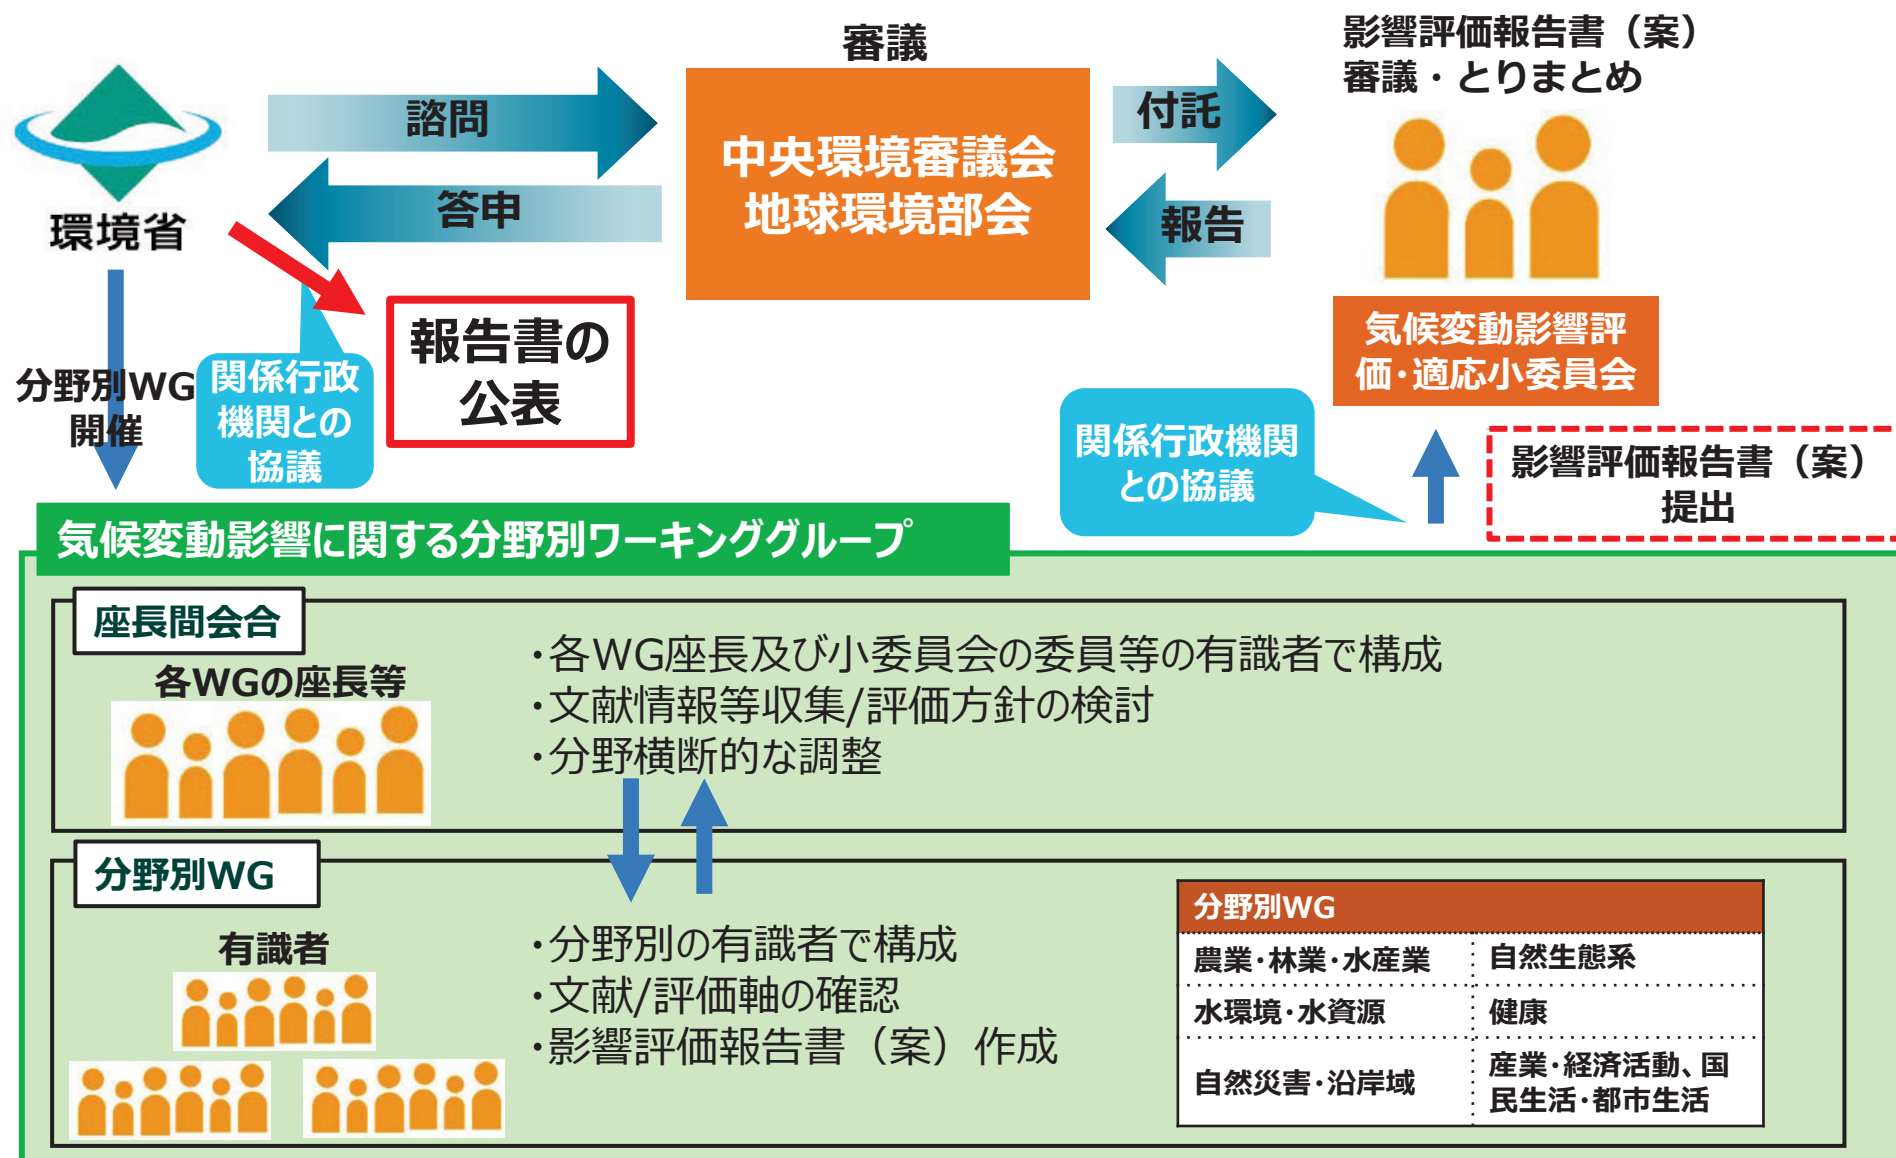 審議
影響評価報告書（案）
審議・とりまとめ
諮問
付託
中央環境審議会
地球環境部会
答申
報告
環境省
報告書の
公表
気候変動影響評
価・適応小委員会
分野別WG
開催
関係行政
機関との
協議
関係行政機関
との協議
影響評価報告書（案）
提出
気候変動影響に関する分野別ワーキンググループ
座長間会合
各WGの座長等
・各WG座長及び小委員会の委員等の有識者で構成
・文献情報等収集/評価方針の検討
・分野横断的な調整
分野別WG
有識者
・分野別の有識者で構成
・文献/評価軸の確認
・影響評価報告書（案）作成
分野別WG
農業・林業・水産業
自然生態系
水環境・水資源
健康
自然災害・沿岸域
産業・経済活動、国
民生活・都市生活